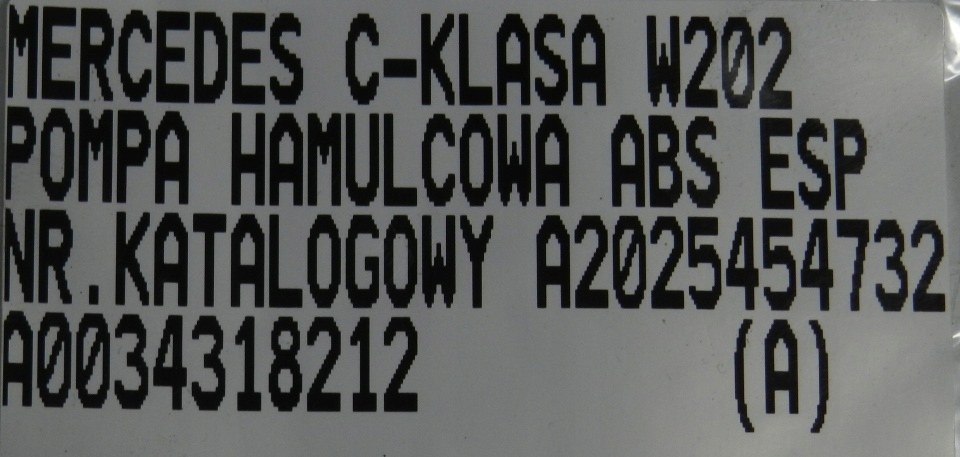 MERCEDES C-KLASA W202
POMPA HAMULCOWA ABS ESP
NR.KATALOGOWY A2025454732
A0034318212 (A)